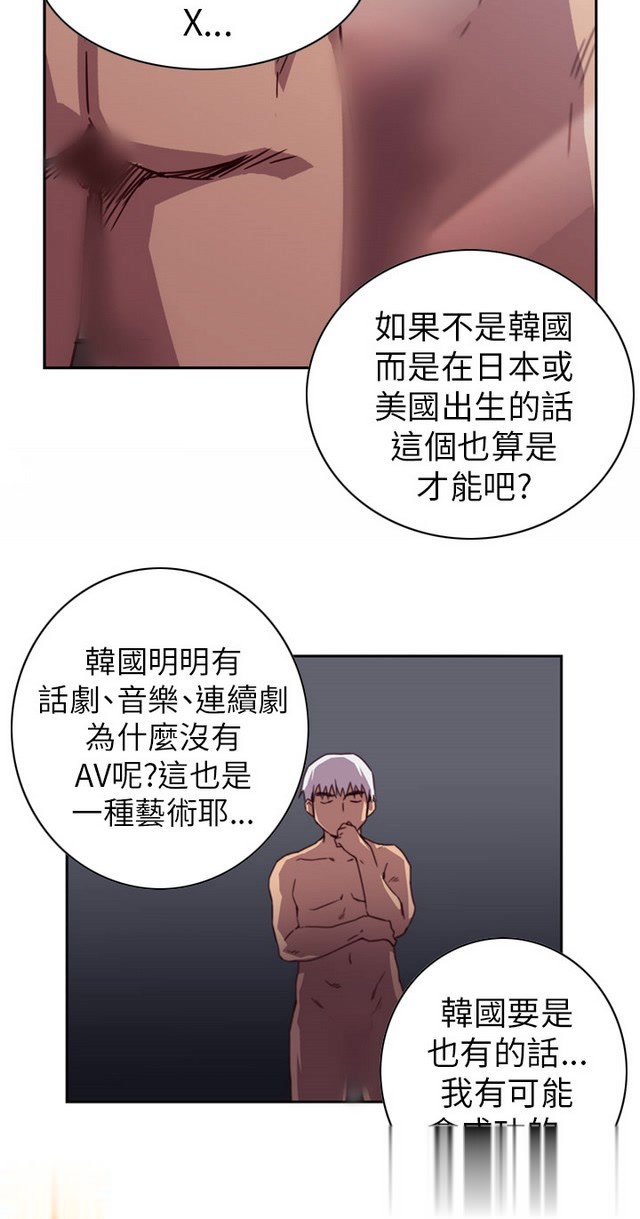 X...
如果不是韓國
而是在日本或
美國出生的話
這個也算是
才能吧?
韓國明明有
話劇、音樂、連續劇
為什麼沒有
AV呢?這也是
一種藝術耶...
韓國要是
也有的話...
我有可能